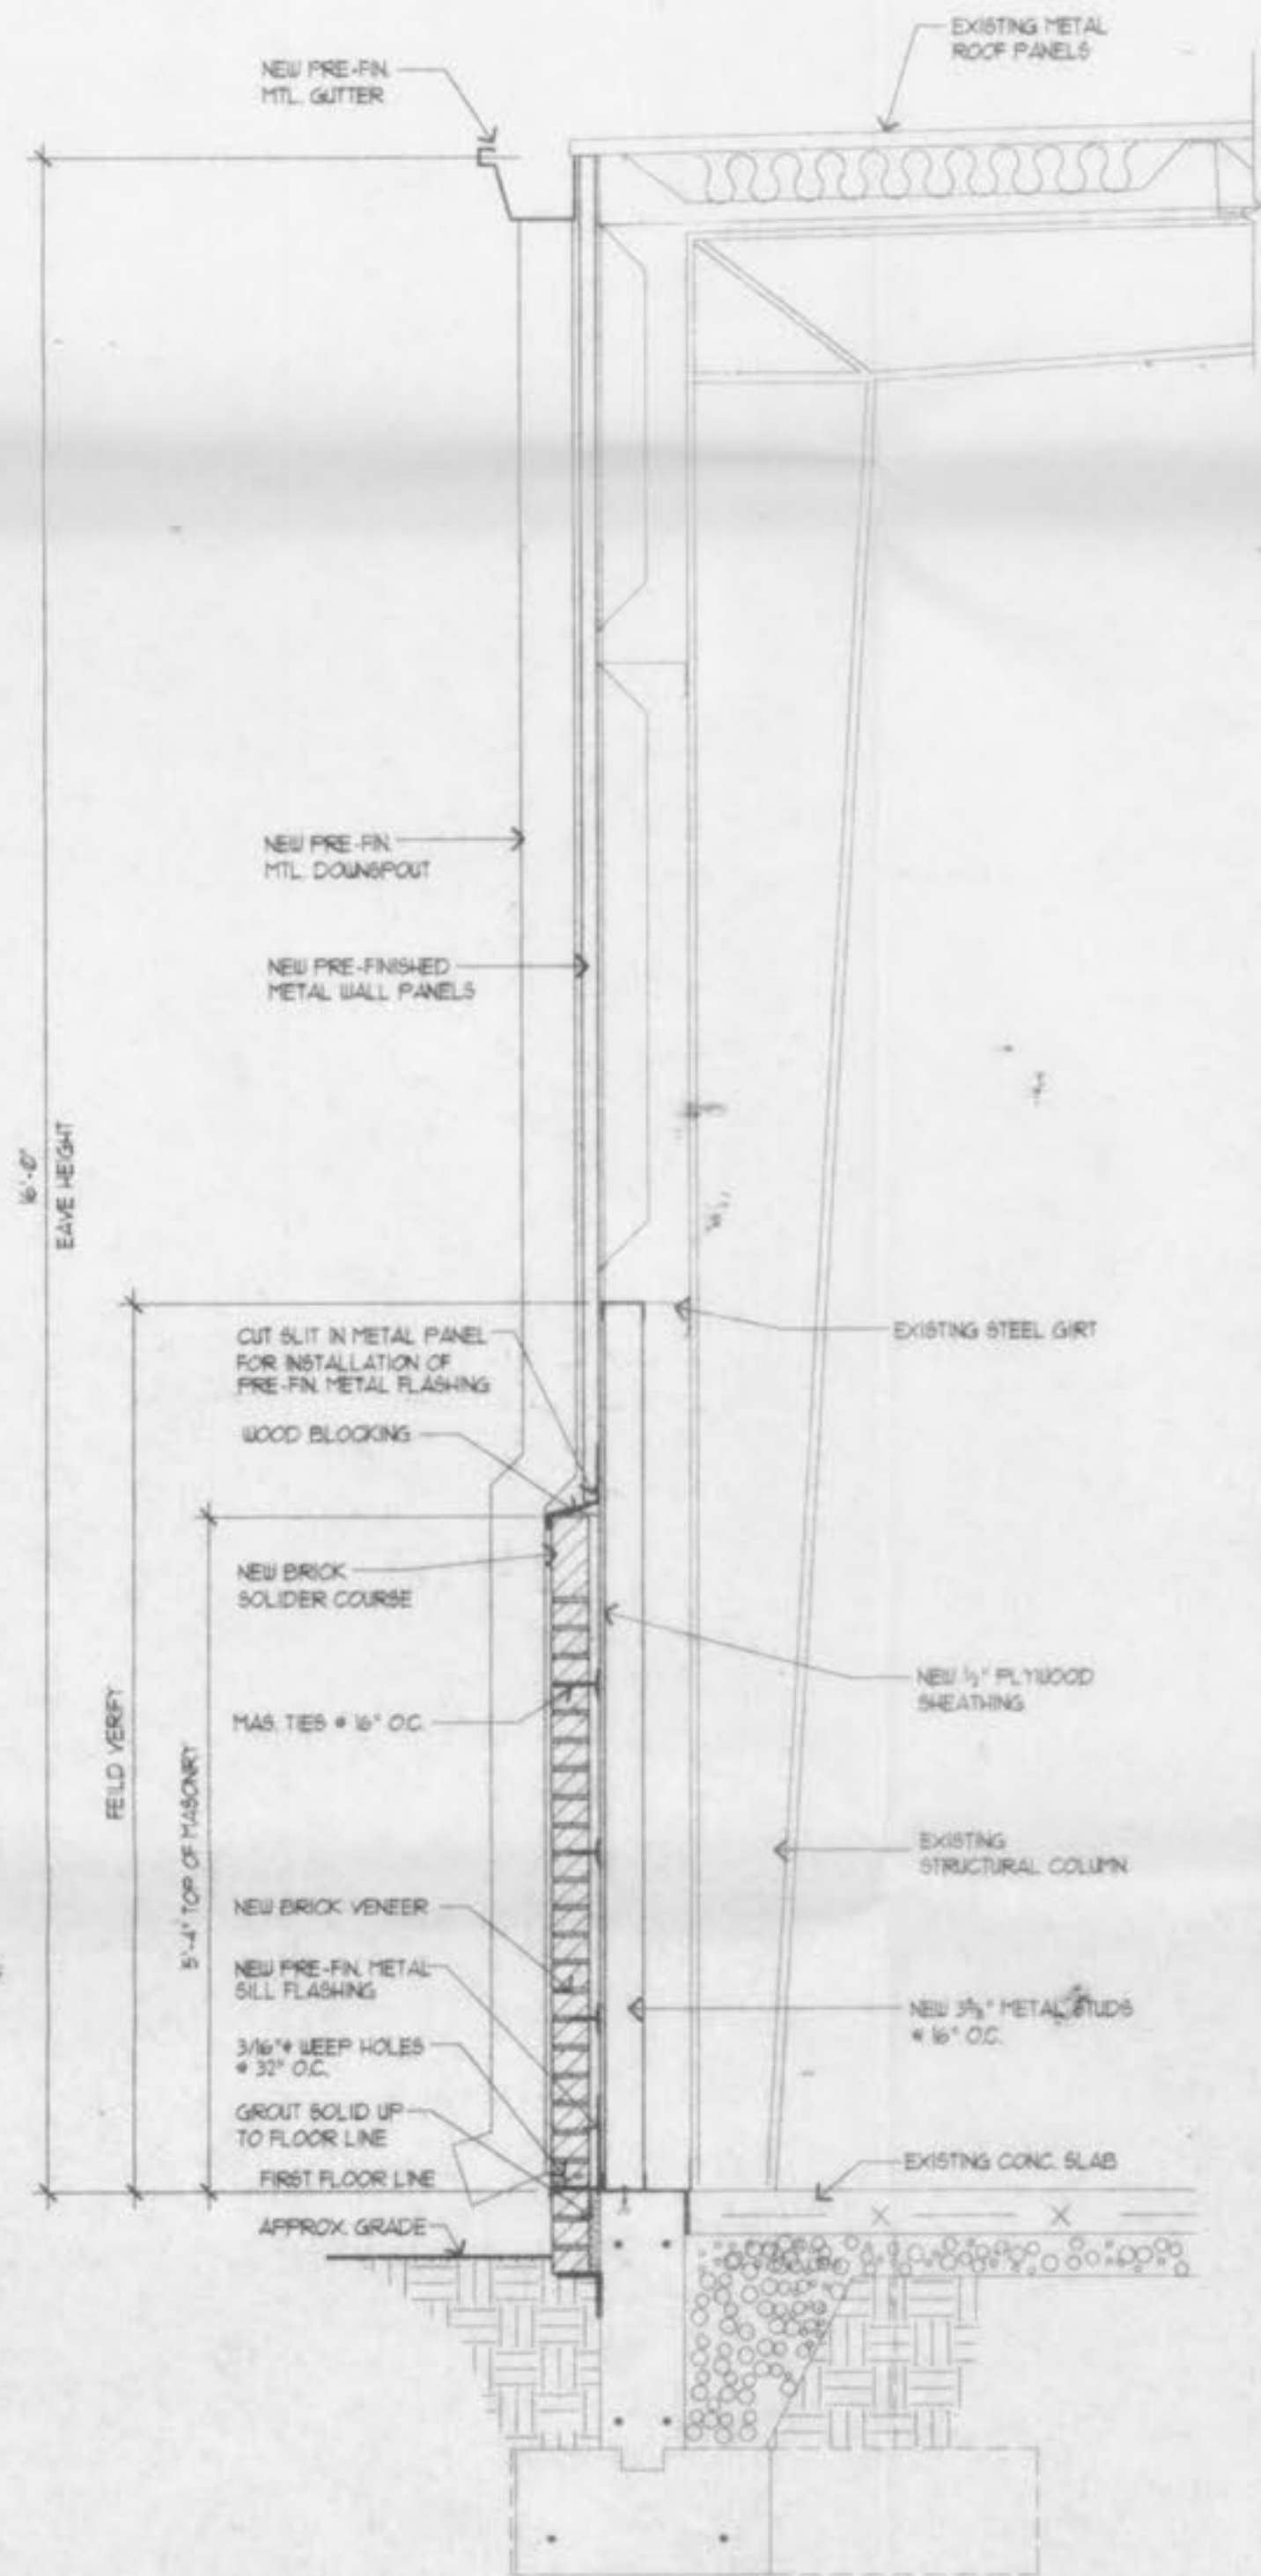 EXISTING METAL
ROOF PANELS
NEW PRE-FIN.
MTL. GUTTER
NEW PRE-FIN.
MTL. DOWNSPOUT
NEW PRE-FINISHED
METAL WALL PANELS
16'-0"
EAVE HEIGHT
CUT SLIT IN METAL PANEL
FOR INSTALLATION OF
PRE-FIN. METAL FLASHING
EXISTING STEEL GIRT
WOOD BLOCKING
NEW BRICK
SOLIDER COURSE
NEW 1/2" PLYWOOD
SHEATHING
MAS. TIES @ 16" O.C.
FEILD VERIFY
5'-4" TOP OF MASONRY
EXISTING
STRUCTURAL COLUMN
NEW BRICK VENEER
NEW PRE-FIN. METAL
SILL FLASHING
NEW 3 5/8" METAL STUDS
@ 16" O.C.
3/16"ø WEEP HOLES
@ 32" O.C.
GROUT SOLID UP
TO FLOOR LINE
FIRST FLOOR LINE
EXISTING CONC. SLAB
APPROX. GRADE